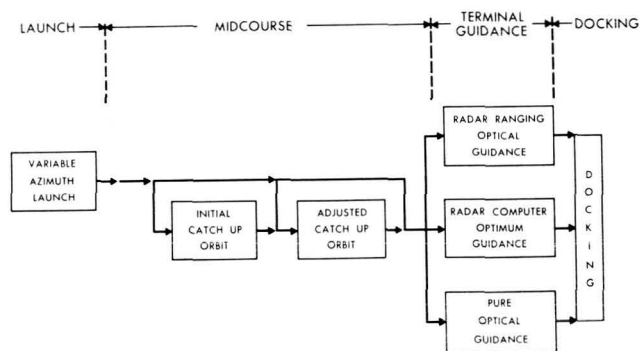 LAUNCH
MIDCOURSE
TERMINAL
GUIDANCE
DOCKING
VARIABLE
AZIMUTH
LAUNCH
INITIAL
CATCH UP
ORBIT
ADJUSTED
CATCH UP
ORBIT
RADAR RANGING
OPTICAL
GUIDANCE
RADAR COMPUTER
OPTIMUM
GUIDANCE
PURE
OPTICAL
GUIDANCE
DOCKING